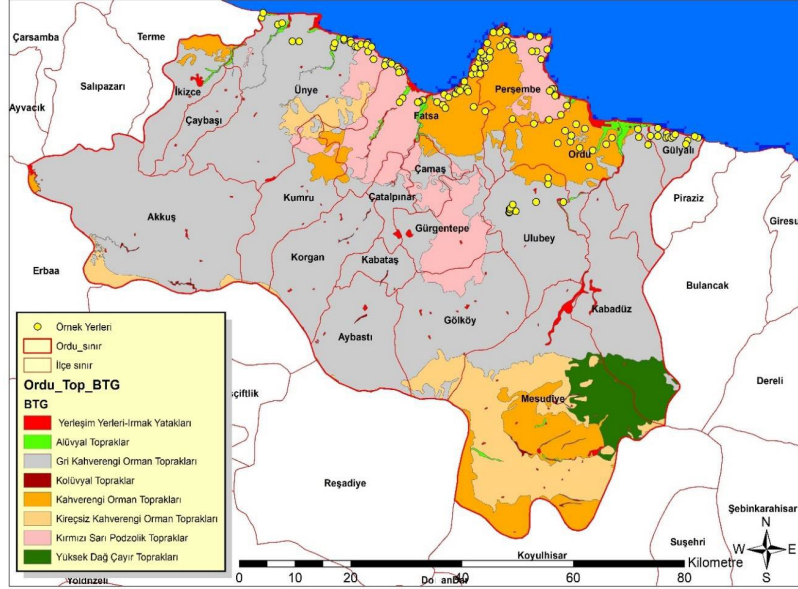 Çarşamba
Terme
Salıpazarı
Ayvacık
İkizce
Çaybaşı
Ünye
Fatsa
Perşembe
Ordu
Gülyalı
Piraziz
Giresu
Akkuş
Kumru
Çatalpınar
Çamaş
Gürgentepe
Ulubey
Korgan
Kabataş
Erbaa
Bulancak
Aybastı
Gölköy
Kabadüz
Dereli
Mesudiye
sçiftlik
Reşadiye
Şebinkarahisar
Suşehri
Koyulhisar
Örnek Yerleri
Ordu_sınır
İlçe sınır
Ordu_Top_BTG
BTG
Yerleşim Yerleri-Irmak Yatakları
Alüvyal Topraklar
Gri Kahverengi Orman Toprakları
Kolüvyal Topraklar
Kahverengi Orman Toprakları
Kireçsiz Kahverengi Orman Toprakları
Kırmızı Sarı Podzolik Topraklar
Yüksek Dağ Çayır Toprakları
N
W E
S
Kilometre
0 10 20 40 60 80